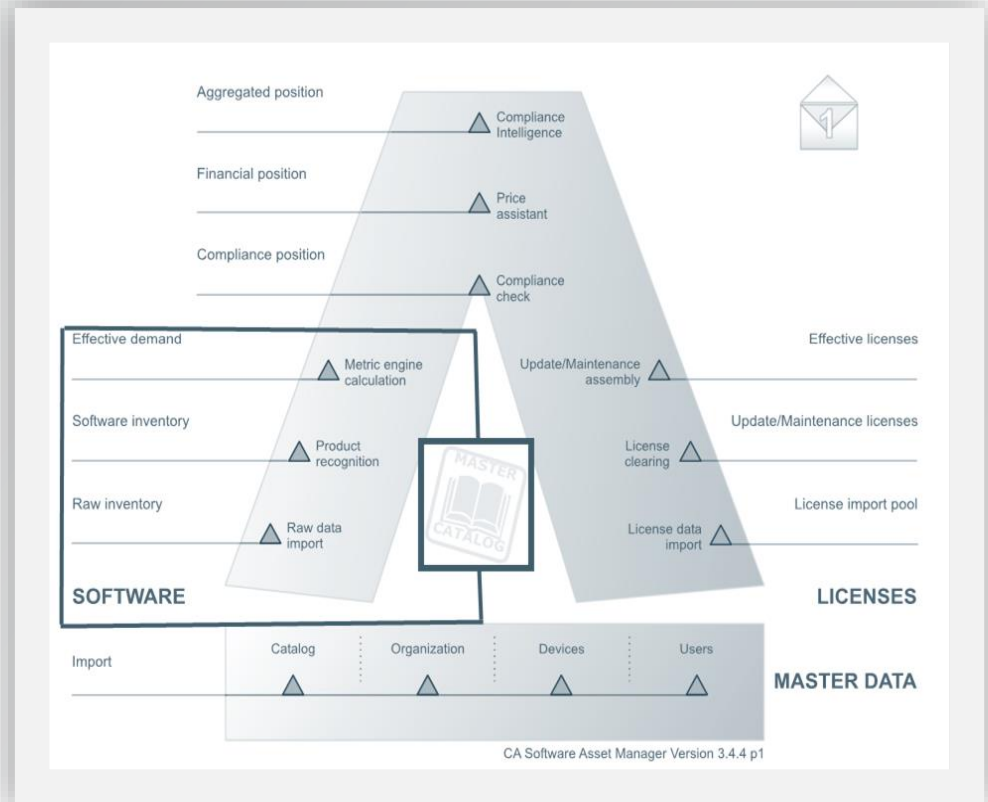 Aggregated position
Compliance
Intelligence
1
Financial position
Price
assistant
Compliance position
Compliance
check
Effective demand
Metric engine
calculation
Update/Maintenance
assembly
Effective licenses
Software inventory
Product
recognition
License
clearing
Update/Maintenance licenses
Raw inventory
Raw data
import
MASTER
CATALOG
License data
import
License import pool
SOFTWARE
LICENSES
Import
Catalog
Organization
Devices
Users
MASTER DATA
CA Software Asset Manager Version 3.4.4 p1